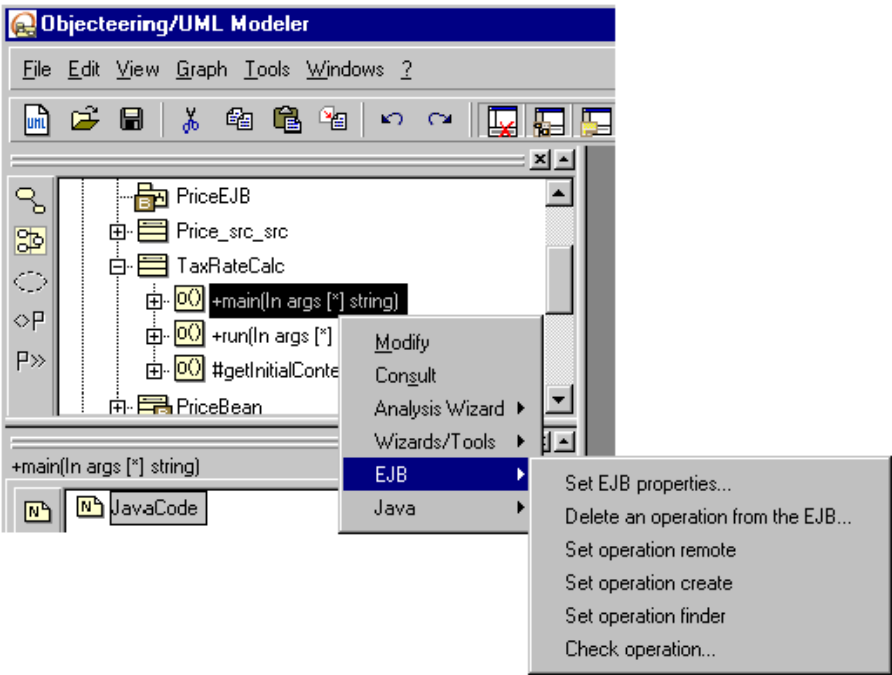 Objecteering/UML Modeler
File Edit View Graph Tools Windows ?
UML
PriceEJB
Price_src_src
TaxRateCalc
+main(In args [*] string)
+run(In args [*]
#getInitialConte
PriceBean
P
P»
Modify
Consult
Analysis Wizard
Wizards/Tools
EJB
Java
+main(In args [*] string)
N
N JavaCode
Set EJB properties...
Delete an operation from the EJB...
Set operation remote
Set operation create
Set operation finder
Check operation...